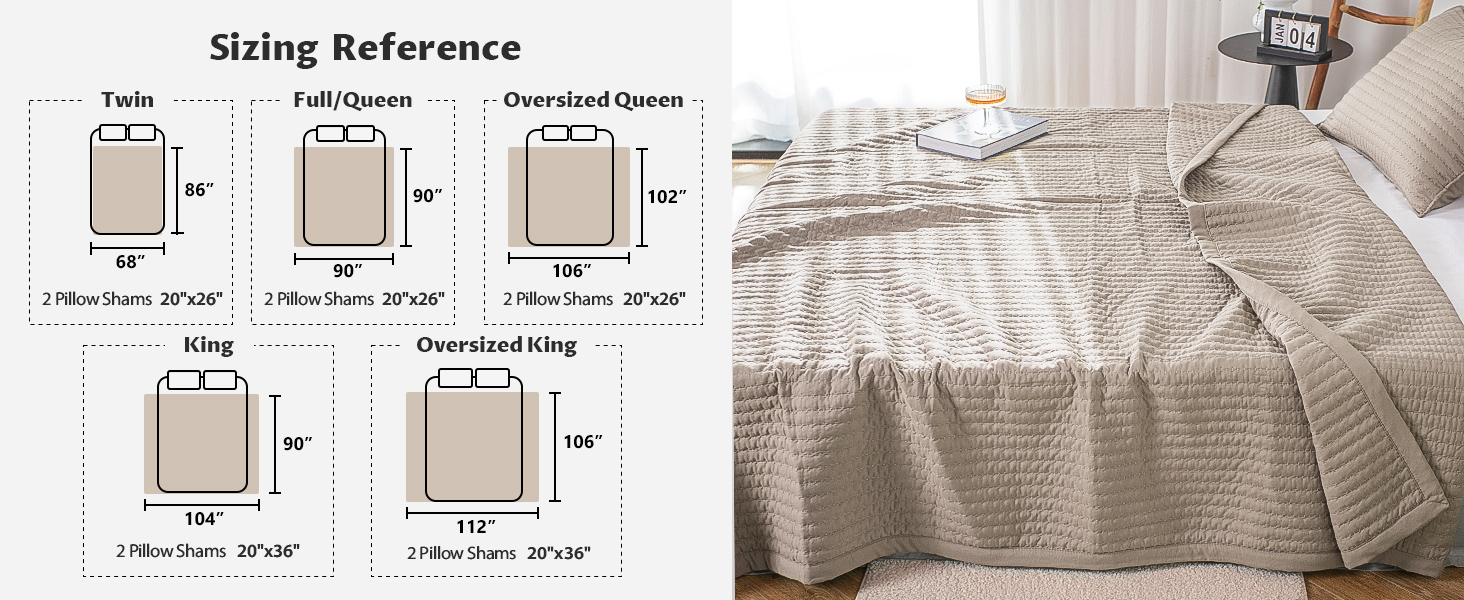 Sizing Reference
Twin
86”
68”
2 Pillow Shams 20"x26"
Full/Queen
90”
90”
2 Pillow Shams 20"x26"
Oversized Queen
102”
106”
2 Pillow Shams 20"x26"
King
90”
104”
2 Pillow Shams 20"x36"
Oversized King
106”
112”
2 Pillow Shams 20"x36"
JAN 04